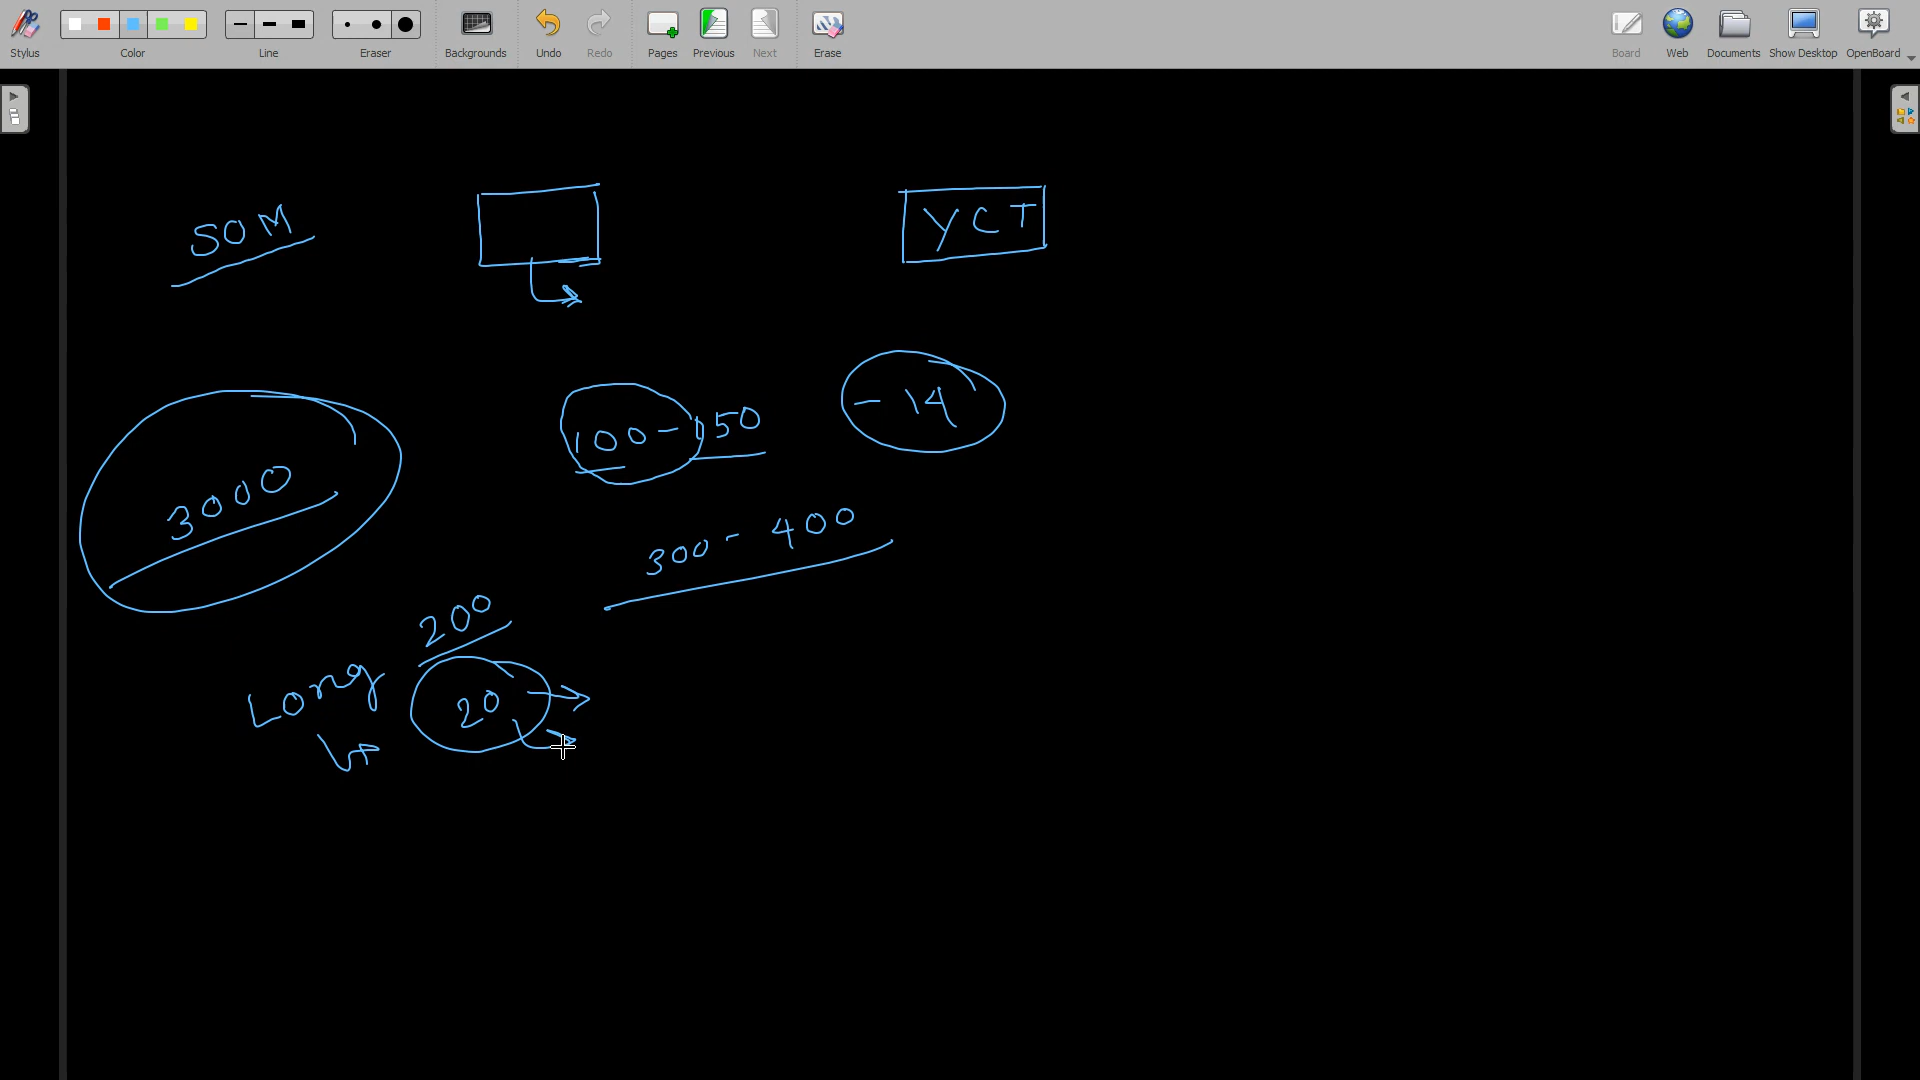 Stylus Color Line Eraser Backgrounds Undo Redo Pages Previous Next Erase Board Web Documents Show Desktop OpenBoard
SOM
YCT
- 14
100 - 150
3000
300 - 400
200
Long 20